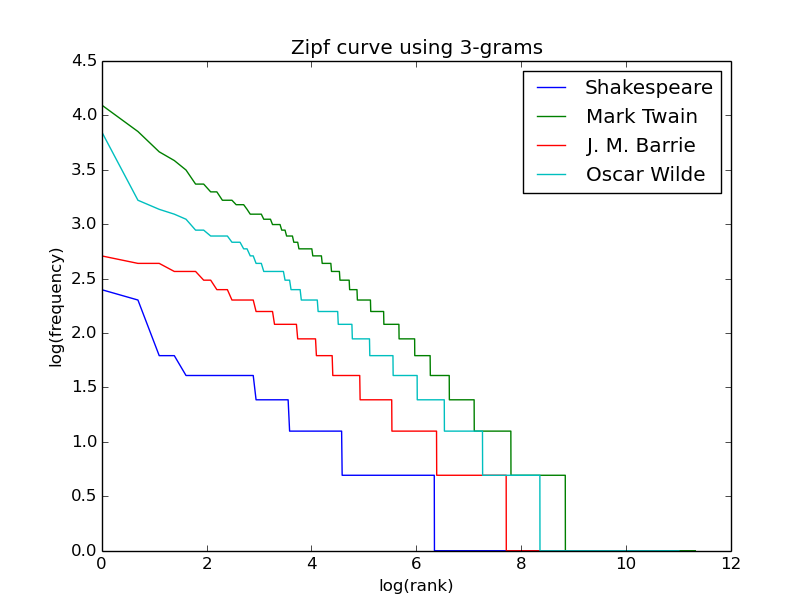 Zipf curve using 3-grams
4.5
4.0
3.5
3.0
2.5
2.0
1.5
1.0
0.5
0.0
log(frequency)
Shakespeare
Mark Twain
J. M. Barrie
Oscar Wilde
0 2 4 6 8 10 12
log(rank)